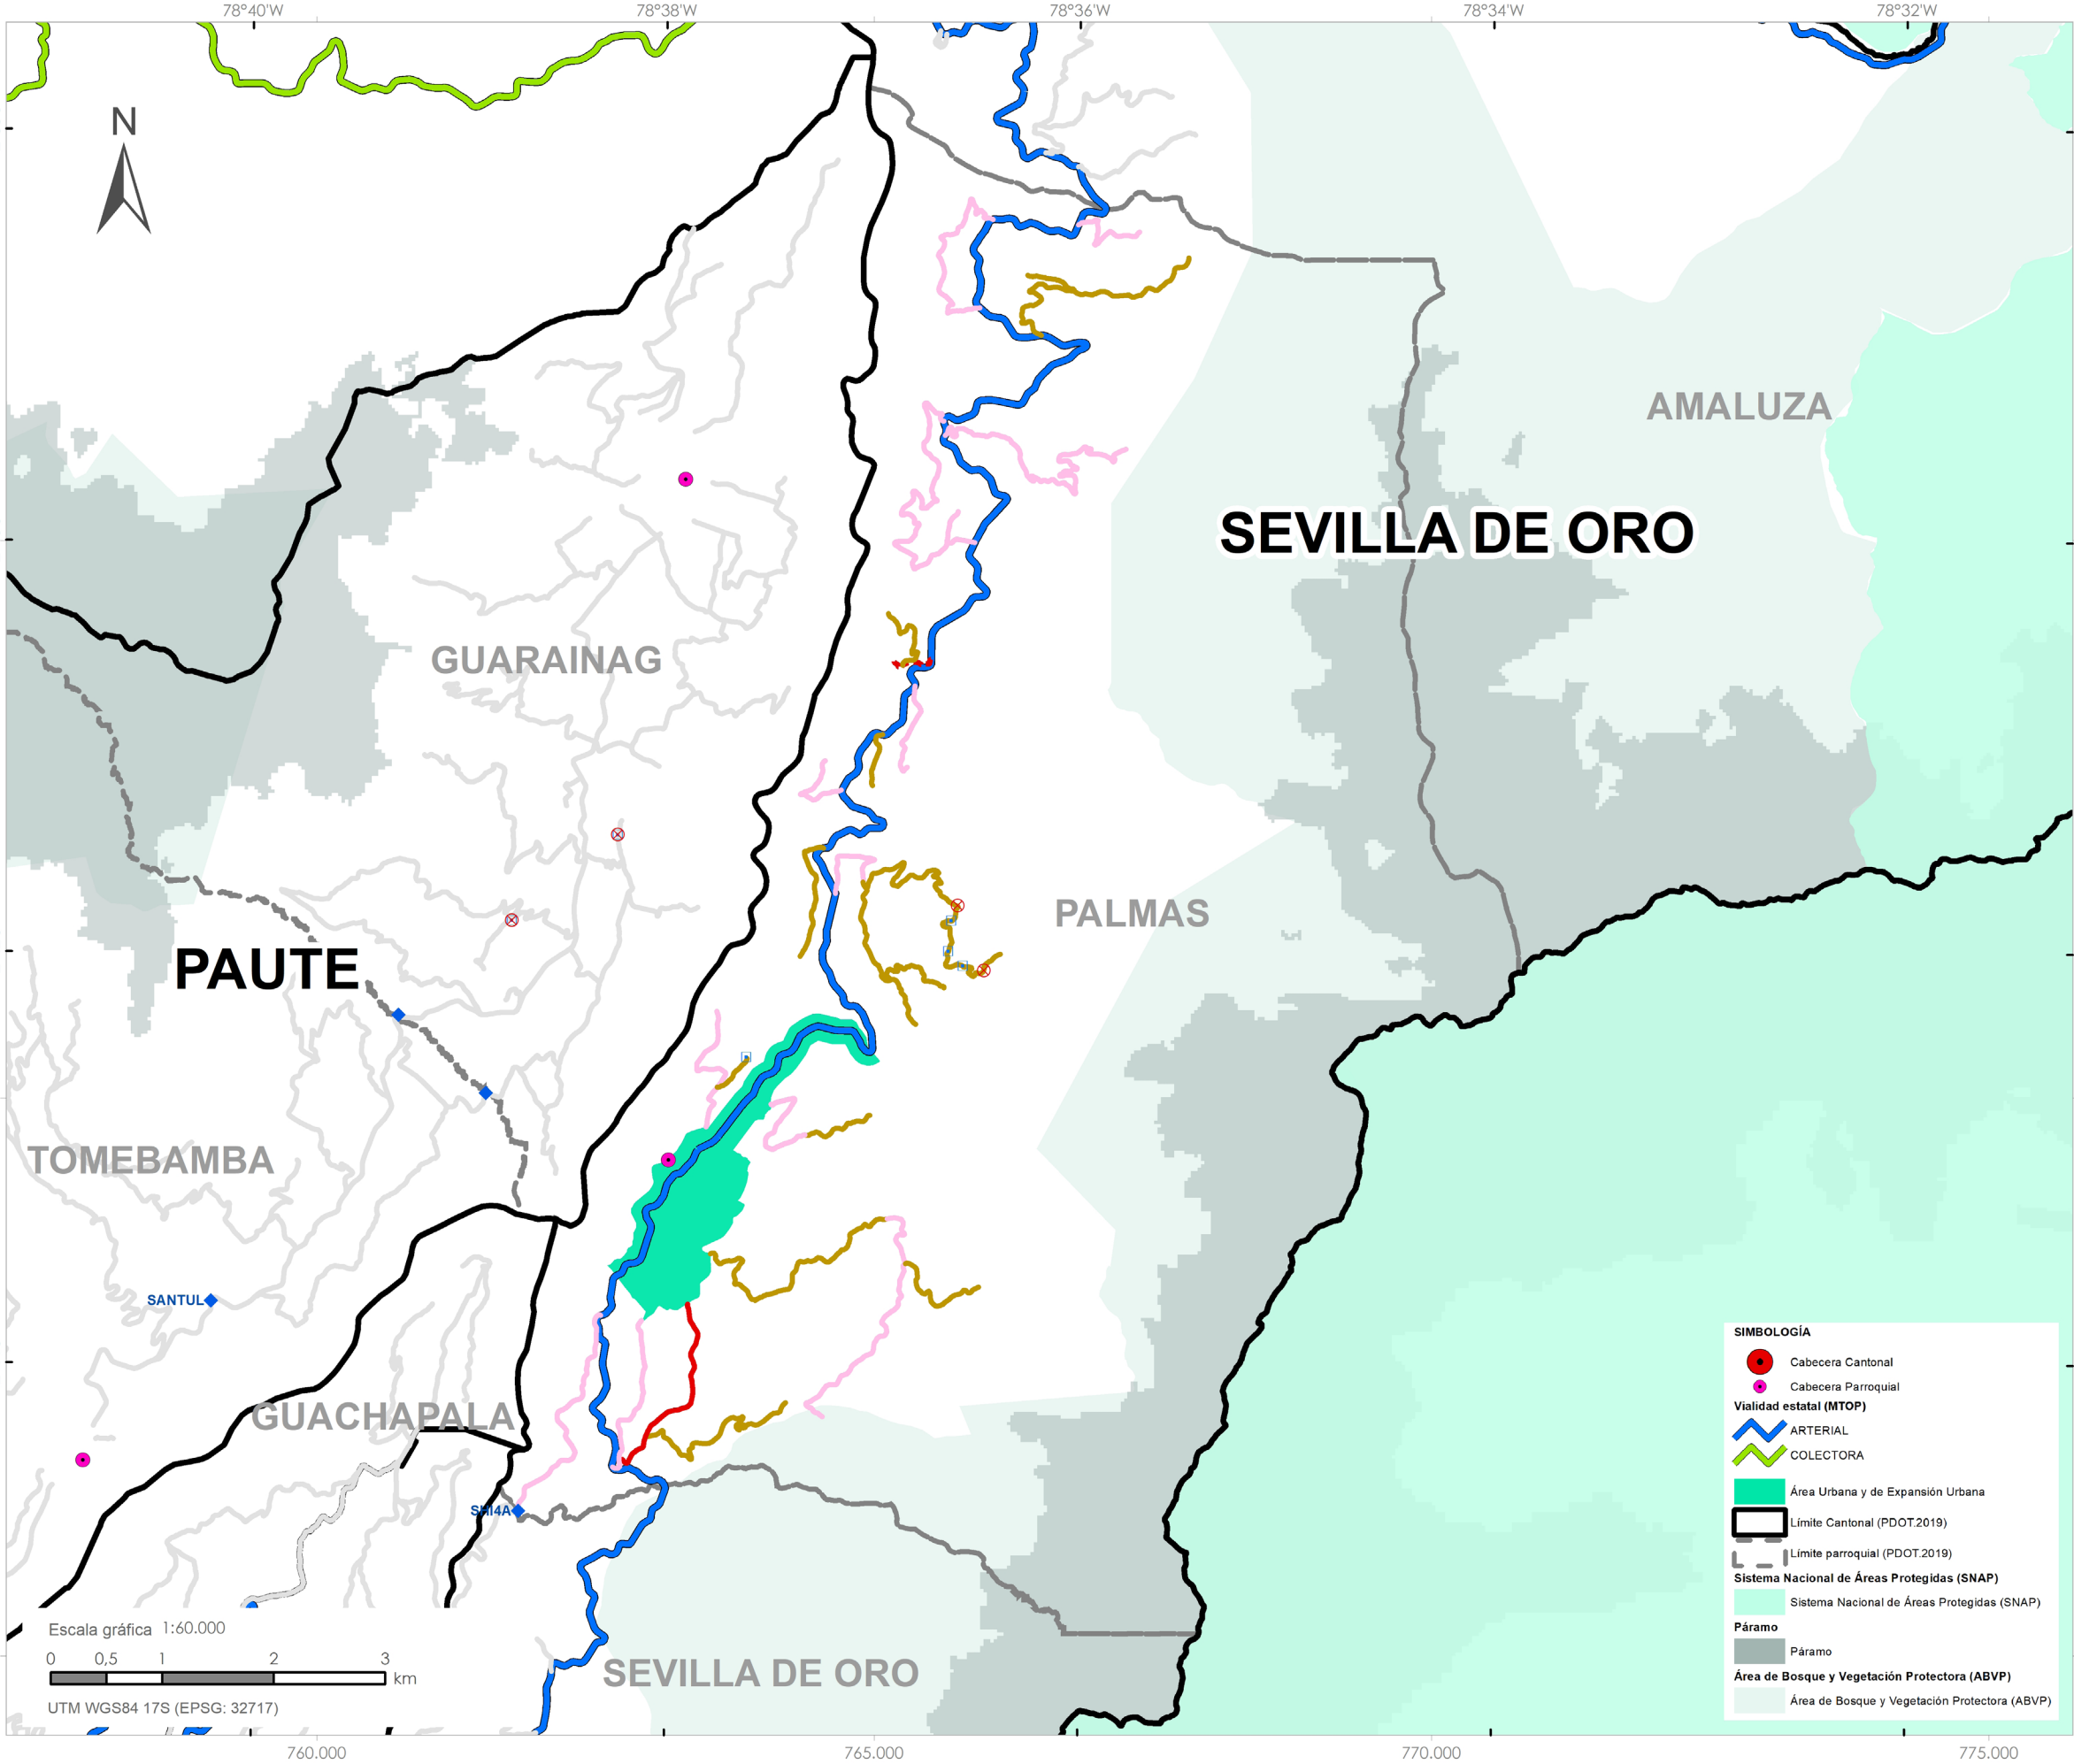 78°40'W
78°38'W
78°36'W
78°34'W
78°32'W
N
AMALUZA
SEVILLA DE ORO
GUARAINAG
PALMAS
PAUTE
TOMEBAMBA
SANTUL
GUACHAPALA
SHI4A
SEVILLA DE ORO
SIMBOLOGÍA
Cabecera Cantonal
Cabecera Parroquial
Vialidad estatal (MTOP)
ARTERIAL
COLECTORA
Área Urbana y de Expansión Urbana
Límite Cantonal (PDOT.2019)
Límite parroquial (PDOT.2019)
Sistema Nacional de Áreas Protegidas (SNAP)
Sistema Nacional de Áreas Protegidas (SNAP)
Páramo
Páramo
Área de Bosque y Vegetación Protectora (ABVP)
Área de Bosque y Vegetación Protectora (ABVP)
Escala gráfica 1:60.000
0 0,5 1 2 3
km
UTM WGS84 17S (EPSG: 32717)
760.000
765.000
770.000
775.000